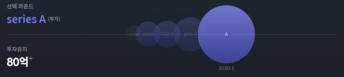 선택 라운드
series A (투자)
A
투자유치
80억+
2020.1